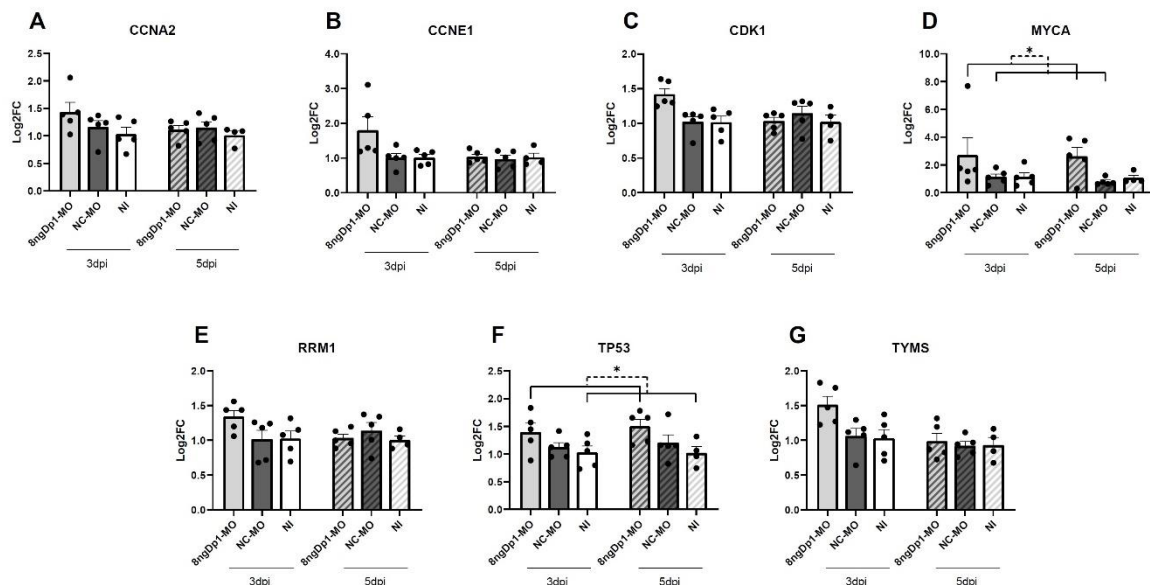 A
CCNA2
Log2FC
2.5
2.0
1.5
1.0
0.5
0.0
8ngDp1-MO
NC-MO
NI
8ngDp1-MO
NC-MO
NI
3dpi
5dpi
B
CCNE1
Log2FC
4.0
3.0
2.0
1.0
0.0
8ngDp1-MO
NC-MO
NI
8ngDp1-MO
NC-MO
NI
3dpi
5dpi
C
CDK1
Log2FC
2.0
1.5
1.0
0.5
0.0
8ngDp1-MO
NC-MO
NI
8ngDp1-MO
NC-MO
NI
3dpi
5dpi
D
MYCA
Log2FC
10.0
8.0
6.0
4.0
2.0
0.0
*
8ngDp1-MO
NC-MO
NI
8ngDp1-MO
NC-MO
NI
3dpi
5dpi
E
RRM1
Log2FC
2.0
1.5
1.0
0.5
0.0
8ngDp1-MO
NC-MO
NI
8ngDp1-MO
NC-MO
NI
3dpi
5dpi
F
TP53
Log2FC
2.5
2.0
1.5
1.0
0.5
0.0
*
8ngDp1-MO
NC-MO
NI
8ngDp1-MO
NC-MO
NI
3dpi
5dpi
G
TYMS
Log2FC
2.0
1.5
1.0
0.5
0.0
8ngDp1-MO
NC-MO
NI
8ngDp1-MO
NC-MO
NI
3dpi
5dpi